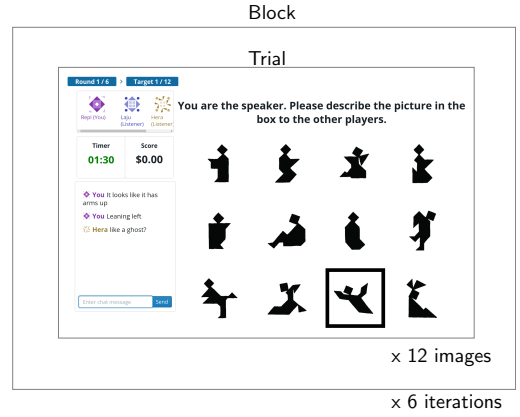 Block
Trial
Round 1 / 6 > Target 1 / 12
Repi (You) Laju (Listener) Hera (Listener
You are the speaker. Please describe the picture in the
box to the other players.
Timer Score
01:30 $0.00
You It looks like it has
arms up
You Leaning left
Hera like a ghost?
Enter chat message Send
x 12 images
x 6 iterations